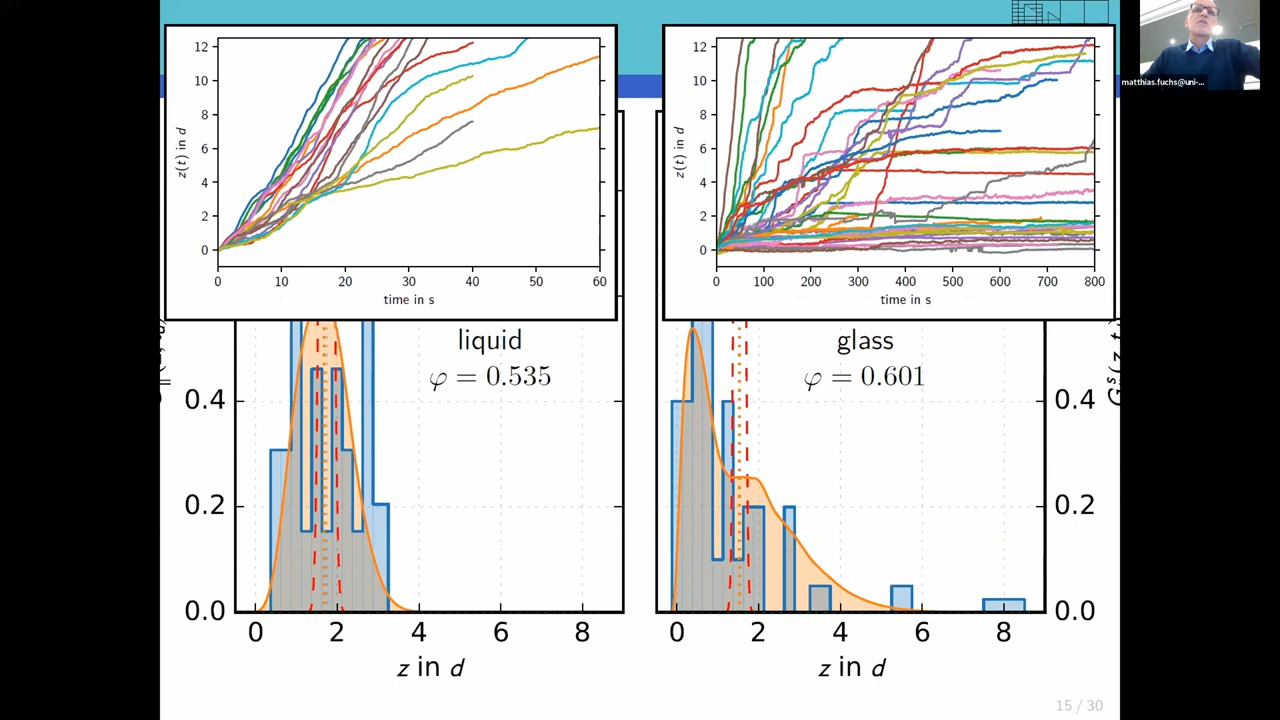 12
10
8
6
4
2
0
z(t) in d
0 10 20 30 40 50 60
time in s
12
10
8
6
4
2
0
z(t) in d
0 100 200 300 400 500 600 700 800
time in s
matthias.fuchs@uni-...
liquid
φ = 0.535
0.4
0.2
0.0
0 2 4 6 8
z in d
glass
φ = 0.601
0.4
0.2
0.0
0 2 4 6 8
z in d
15 / 30